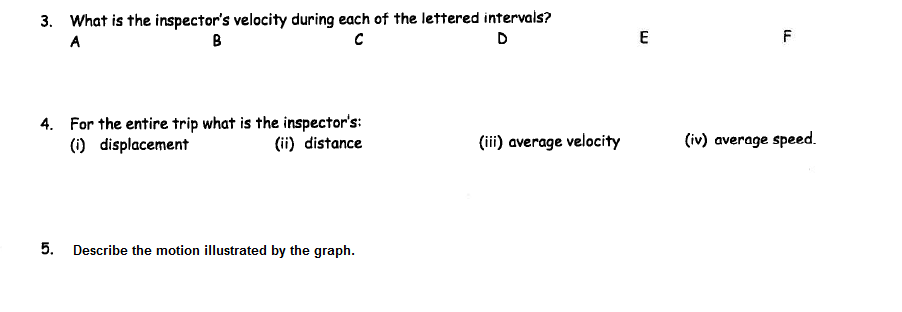 3. What is the inspector's velocity during each of the lettered intervals?
A B C D E F
4. For the entire trip what is the inspector's:
(i) displacement (ii) distance (iii) average velocity (iv) average speed.
5. Describe the motion illustrated by the graph.